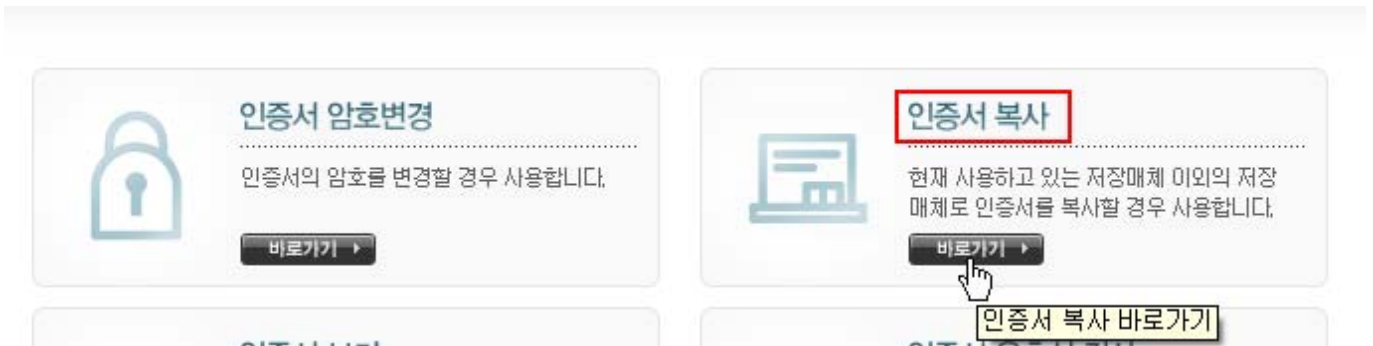 인증서 암호변경
인증서의 암호를 변경할 경우 사용합니다.
바로가기
인증서 복사
현재 사용하고 있는 저장매체 이외의 저장
매체로 인증서를 복사할 경우 사용합니다.
바로가기
인증서 복사 바로가기